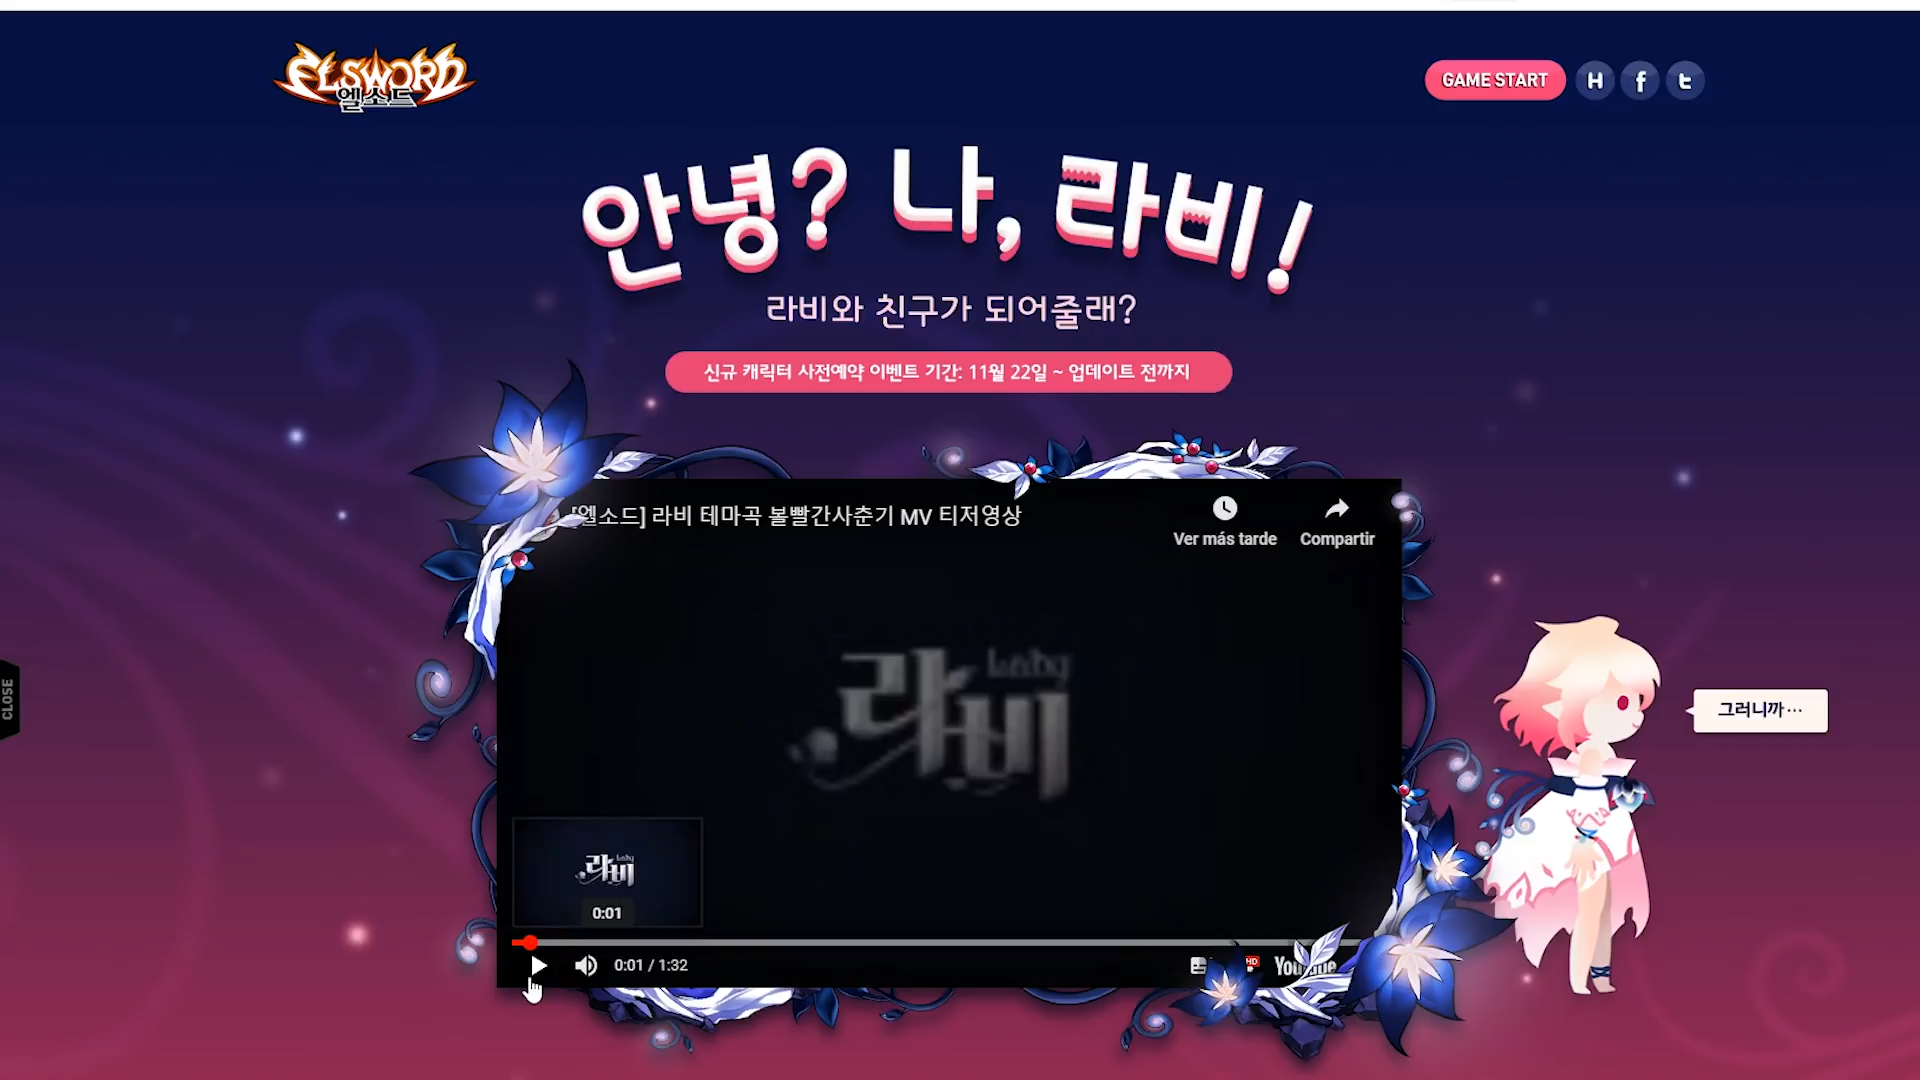 ELSWORD
엘소드
GAME START
H f t
안녕? 나, 라비!
라비와 친구가 되어줄래?
신규 캐릭터 사전예약 이벤트 기간: 11월 22일 ~ 업데이트 전까지
[엘소드] 라비 테마곡 볼빨간사춘기 MV 티저영상
Ver más tarde
Compartir
Laby
라비
CLOSE
그러니까…
Laby
라비
0:01
0:01 / 1:32
HD
YouTube